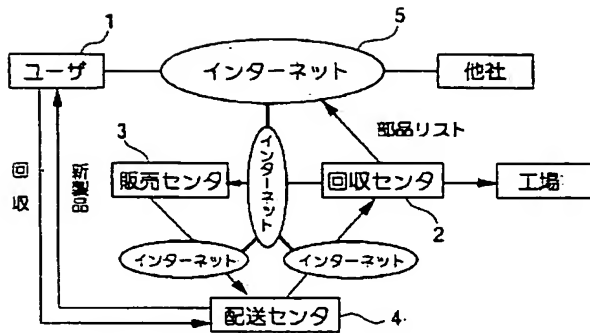 1
5
ユーザ
インターネット
他社
部品リスト
3
インターネット
回収
新製品
販売センタ
回収センタ
工場
2
インターネット
インターネット
配送センタ
4